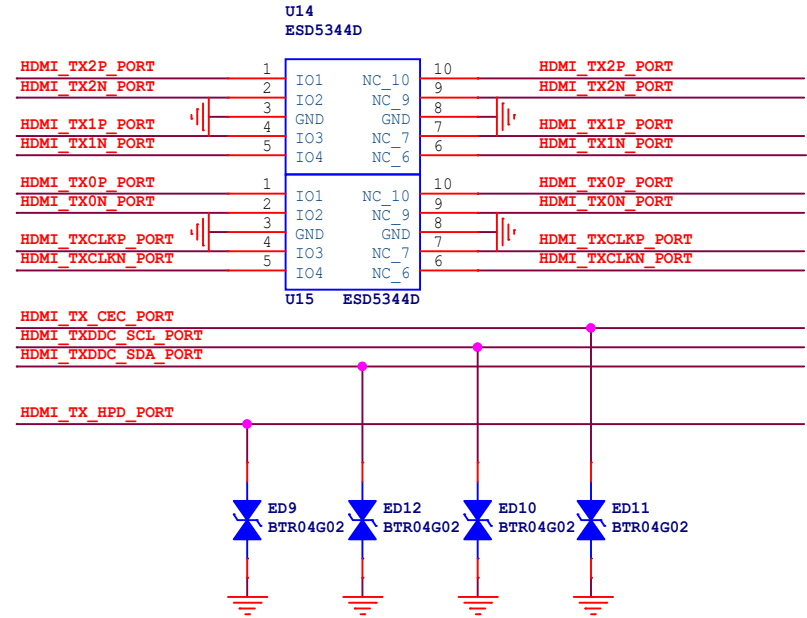 U14
ESD5344D
HDMI_TX2P_PORT 1 IO1 NC_10 10 HDMI_TX2P_PORT
HDMI_TX2N_PORT 2 IO2 NC_9 9 HDMI_TX2N_PORT
3 GND GND 8
HDMI_TX1P_PORT 4 IO3 NC_7 7 HDMI_TX1P_PORT
HDMI_TX1N_PORT 5 IO4 NC_6 6 HDMI_TX1N_PORT
HDMI_TX0P_PORT 1 IO1 NC_10 10 HDMI_TX0P_PORT
HDMI_TX0N_PORT 2 IO2 NC_9 9 HDMI_TX0N_PORT
3 GND GND 8
HDMI_TXCLKP_PORT 4 IO3 NC_7 7 HDMI_TXCLKP_PORT
HDMI_TXCLKN_PORT 5 IO4 NC_6 6 HDMI_TXCLKN_PORT
U15 ESD5344D
HDMI_TX_CEC_PORT
HDMI_TXDDC_SCL_PORT
HDMI_TXDDC_SDA_PORT
HDMI_TX_HPD_PORT
ED9 ED12 ED10 ED11
BTR04G02 BTR04G02 BTR04G02 BTR04G02